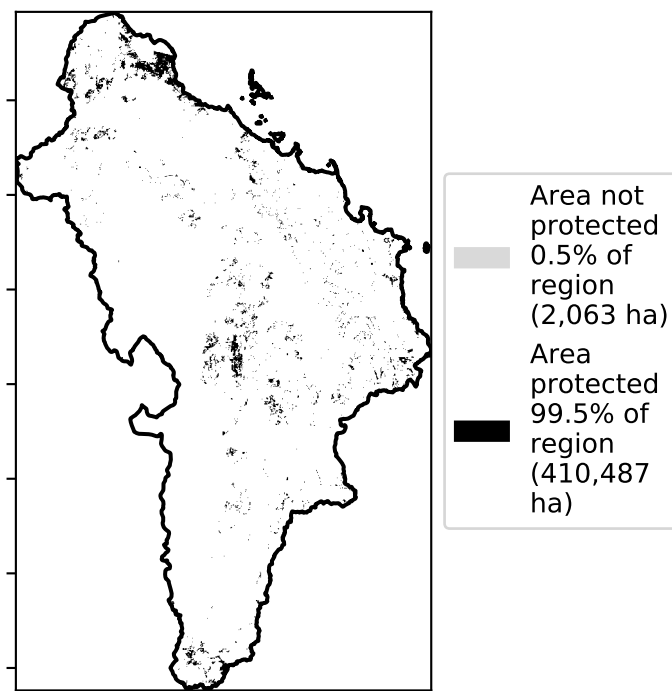 Area not
protected
0.5% of
region
(2,063 ha)
Area
protected
99.5% of
region
(410,487
ha)